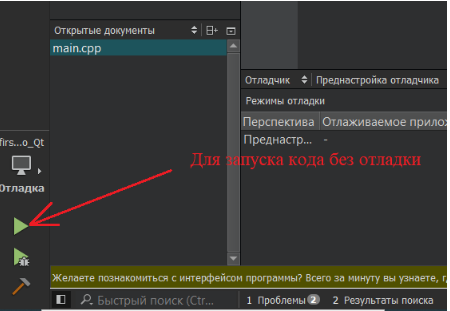 Открытые документы
main.cpp
Отладчик
Преднастройка отладчика
Режимы отладки
Перспектива
Отлаживаемое прилож
Преднастр...
-
firs...o_Qt
Отладка
Для запуска кода без отладки
Желаете познакомиться с интерфейсом программы? Всего за минуту вы узнаете, г
Быстрый поиск (Ctr...
1 Проблемы 2
2 Результаты поиска